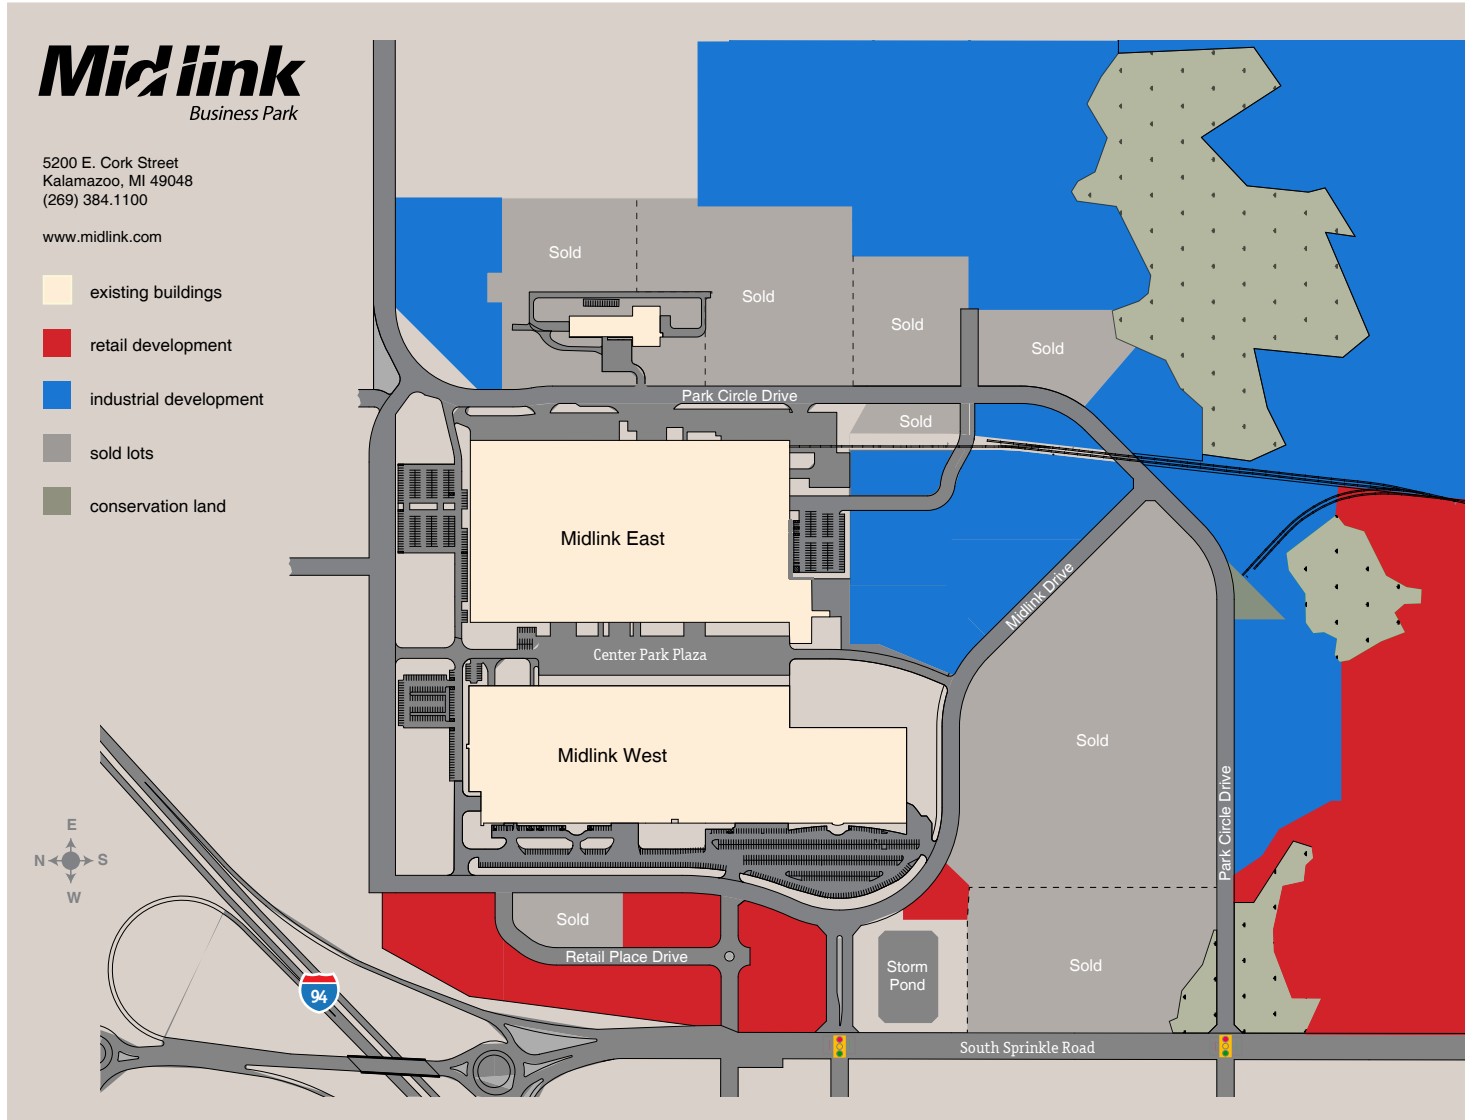 Midlink
Business Park
5200 E. Cork Street
Kalamazoo, MI 49048
(269) 384.1100
www.midlink.com
existing buildings
retail development
industrial development
sold lots
conservation land
Sold
Sold
Sold
Sold
Park Circle Drive
Sold
Midlink East
Midlink Drive
Center Park Plaza
Sold
Midlink West
Park Circle Drive
E
N
S
W
Sold
Retail Place Drive
Storm
Pond
Sold
94
South Sprinkle Road